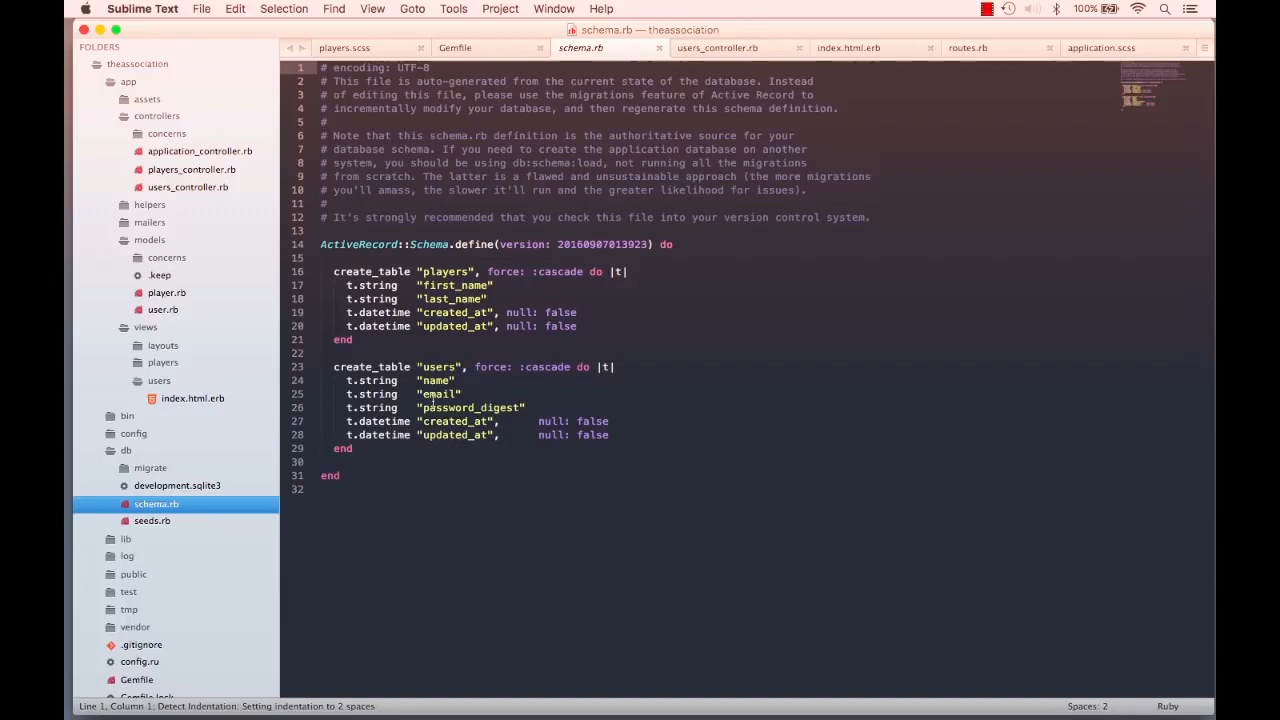 Sublime Text File Edit Selection Find View Goto Tools Project Window Help 100%
schema.rb — theassociation
FOLDERS
theassociation
app
assets
controllers
concerns
application_controller.rb
players_controller.rb
users_controller.rb
helpers
mailers
models
concerns
.keep
player.rb
user.rb
views
layouts
players
users
index.html.erb
bin
config
db
migrate
development.sqlite3
schema.rb
seeds.rb
lib
log
public
test
tmp
vendor
.gitignore
config.ru
Gemfile
Gemfile.lock
players.scss Gemfile schema.rb users_controller.rb index.html.erb routes.rb application.scss
1 # encoding: UTF-8
2 # This file is auto-generated from the current state of the database. Instead
3 # of editing this file, please use the migrations feature of Active Record to
4 # incrementally modify your database, and then regenerate this schema definition.
5 #
6 # Note that this schema.rb definition is the authoritative source for your
7 # database schema. If you need to create the application database on another
8 # system, you should be using db:schema:load, not running all the migrations
9 # from scratch. The latter is a flawed and unsustainable approach (the more migrations
10 # you'll amass, the slower it'll run and the greater likelihood for issues).
11 #
12 # It's strongly recommended that you check this file into your version control system.
13
14 ActiveRecord::Schema.define(version: 20160907013923) do
15
16 create_table "players", force: :cascade do |t|
17 t.string "first_name"
18 t.string "last_name"
19 t.datetime "created_at", null: false
20 t.datetime "updated_at", null: false
21 end
22
23 create_table "users", force: :cascade do |t|
24 t.string "name"
25 t.string "email"
26 t.string "password_digest"
27 t.datetime "created_at", null: false
28 t.datetime "updated_at", null: false
29 end
30
31 end
32
Line 1, Column 1; Detect Indentation: Setting indentation to 2 spaces Spaces: 2 Ruby